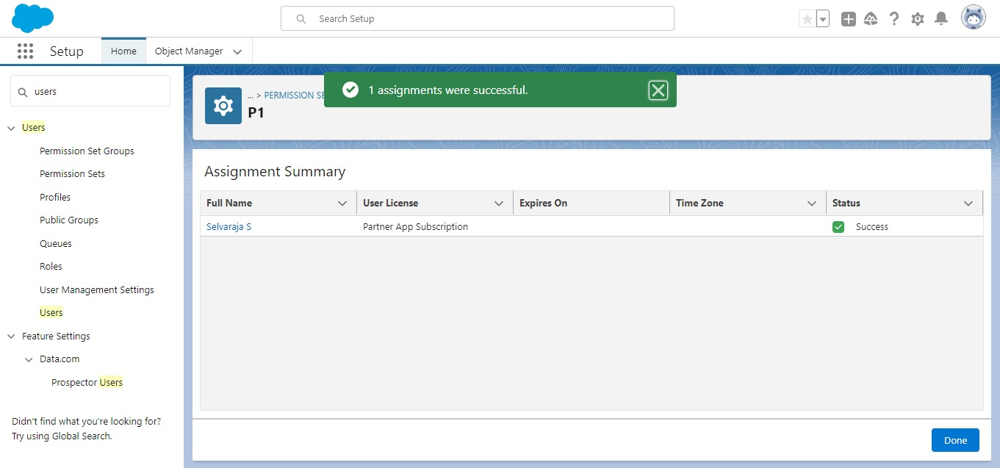 Search Setup
Setup
Home
Object Manager
users
Users
Permission Set Groups
Permission Sets
Profiles
Public Groups
Queues
Roles
User Management Settings
Users
Feature Settings
Data.com
Prospector Users
Didn't find what you're looking for?
Try using Global Search.
1 assignments were successful.
... > PERMISSION SE
P1
Assignment Summary
Full Name User License Expires On Time Zone Status
Selvaraja S Partner App Subscription Success
Done